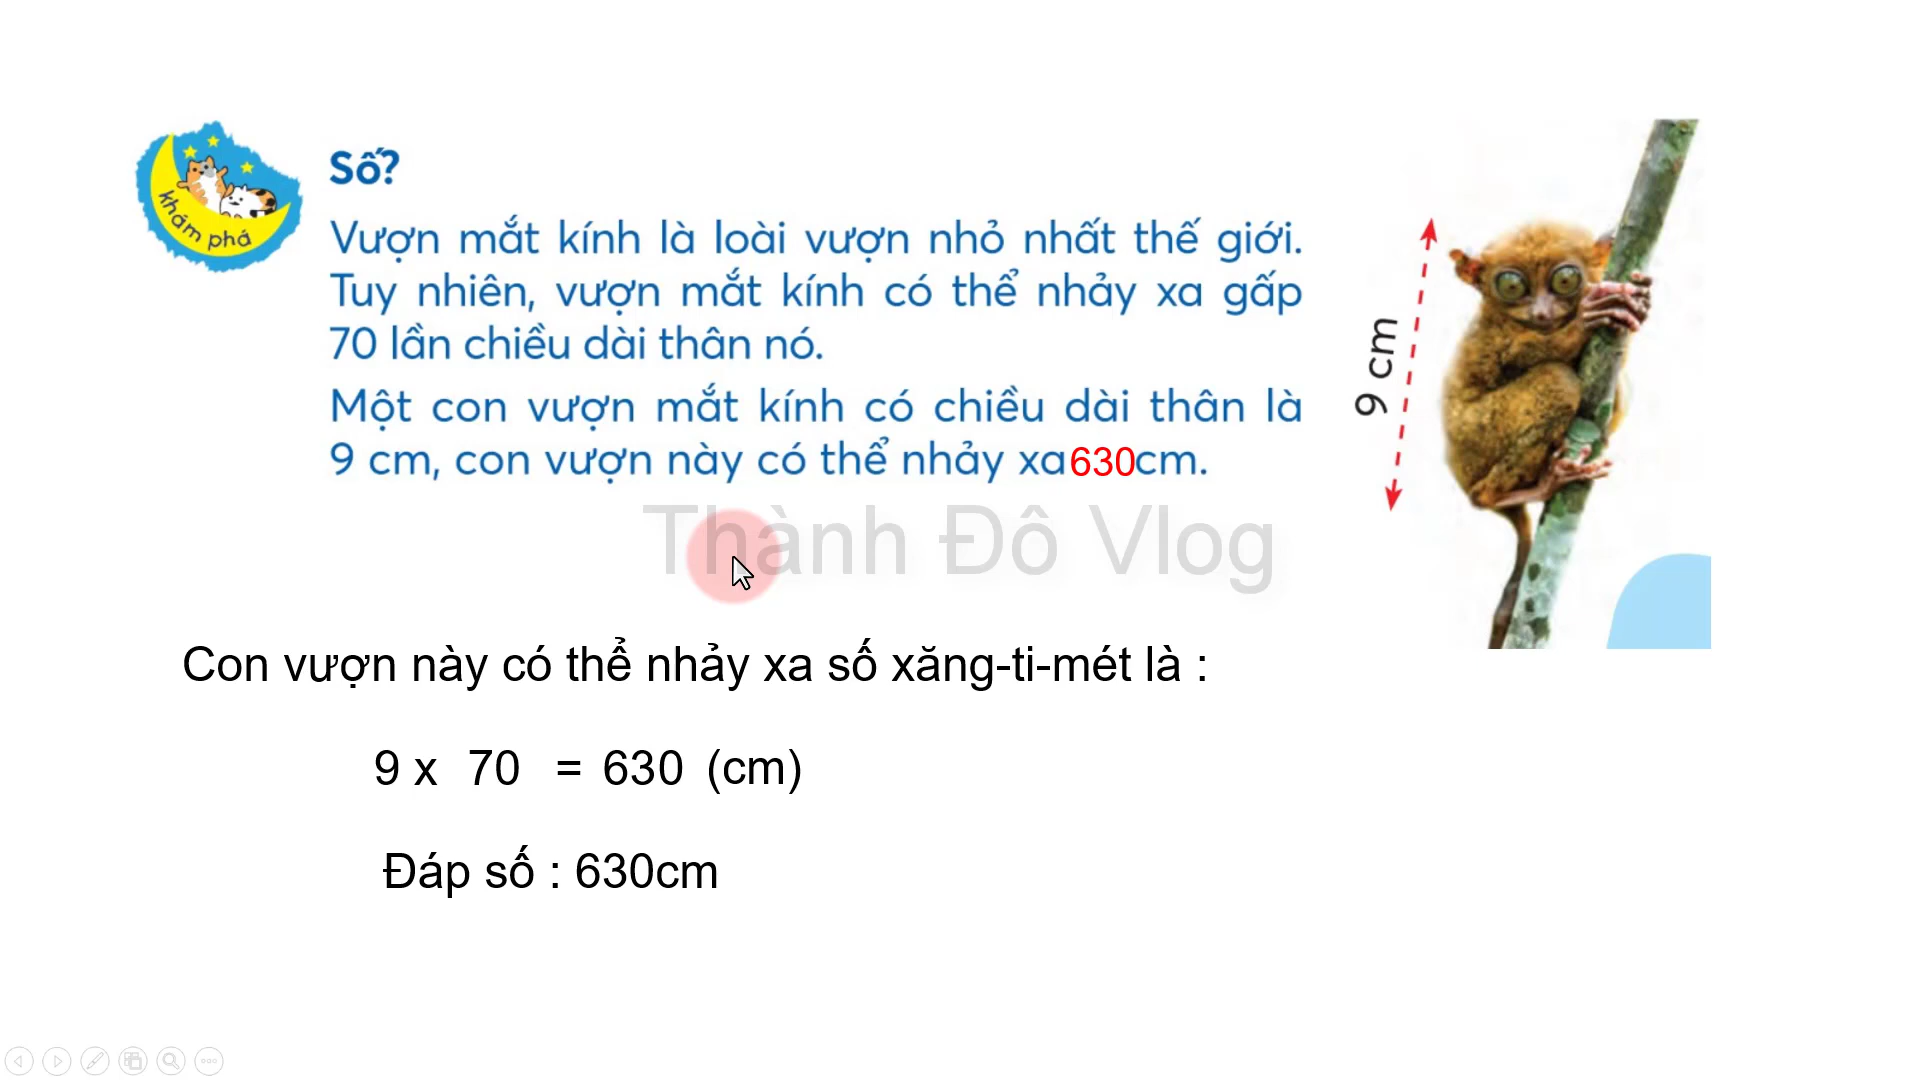 khám phá
Số?
Vượn mắt kính là loài vượn nhỏ nhất thế giới.
Tuy nhiên, vượn mắt kính có thể nhảy xa gấp
70 lần chiều dài thân nó.
Một con vượn mắt kính có chiều dài thân là
9 cm, con vượn này có thể nhảy xa 630 cm.
9 cm
Thành Đô Vlog
Con vượn này có thể nhảy xa số xăng-ti-mét là :
9 x 70 = 630 (cm)
Đáp số : 630cm